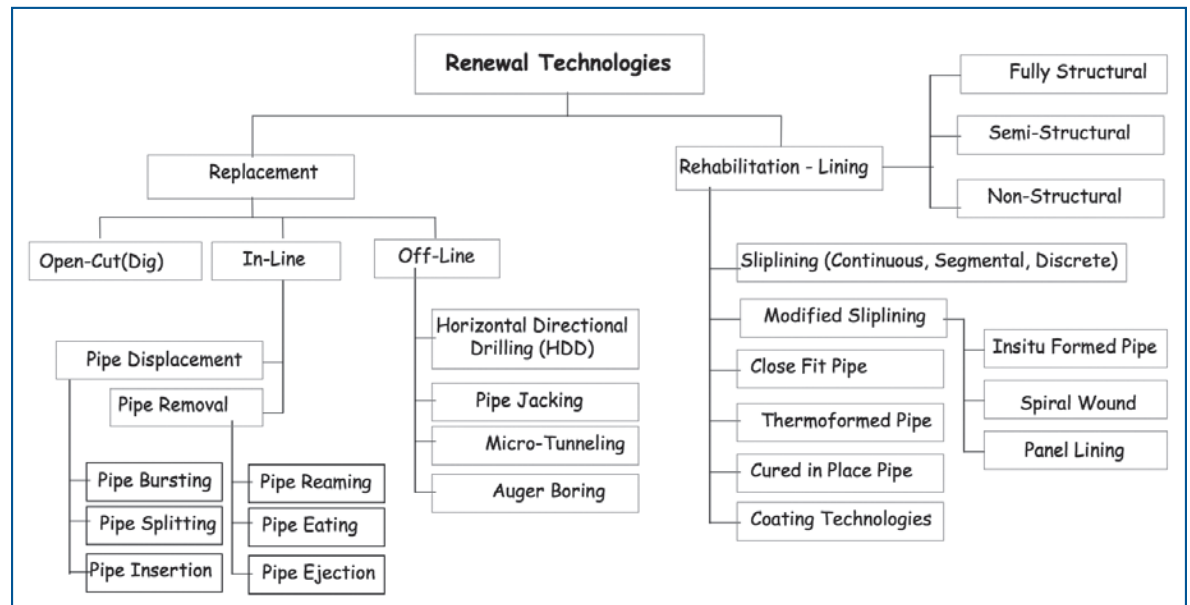 Renewal Technologies
Fully Structural
Semi-Structural
Non-Structural
Replacement
Rehabilitation - Lining
Open-Cut(Dig)
In-Line
Off-Line
Pipe Displacement
Pipe Removal
Pipe Bursting
Pipe Splitting
Pipe Insertion
Pipe Reaming
Pipe Eating
Pipe Ejection
Horizontal Directional
Drilling (HDD)
Pipe Jacking
Micro-Tunneling
Auger Boring
Sliplining (Continuous, Segmental, Discrete)
Modified Sliplining
Close Fit Pipe
Thermoformed Pipe
Cured in Place Pipe
Coating Technologies
Insitu Formed Pipe
Spiral Wound
Panel Lining